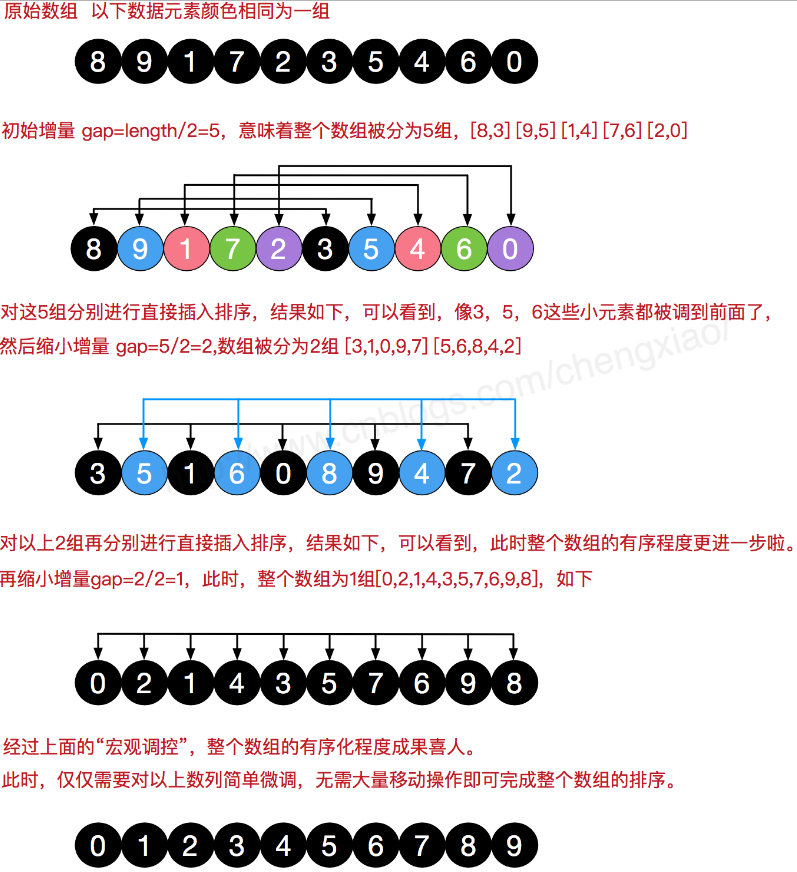 原始数组 以下数据元素颜色相同为一组
8 9 1 7 2 3 5 4 6 0
初始增量 gap=length/2=5，意味着整个数组被分为5组，[8,3][9,5][1,4][7,6][2,0]
8 9 1 7 2 3 5 4 6 0
对这5组分别进行直接插入排序，结果如下，可以看到，像3，5，6这些小元素都被调到前面了，
然后缩小增量 gap=5/2=2,数组被分为2组 [3,1,0,9,7][5,6,8,4,2]
www.cnblogs.com/chengxiao/
3 5 1 6 0 8 9 4 7 2
对以上2组再分别进行直接插入排序，结果如下，可以看到，此时整个数组的有序程度更进一步啦。
再缩小增量gap=2/2=1，此时，整个数组为1组[0,2,1,4,3,5,7,6,9,8]，如下
0 2 1 4 3 5 7 6 9 8
经过上面的“宏观调控”，整个数组的有序化程度成果喜人。
此时，仅仅需要对以上数列简单微调，无需大量移动操作即可完成整个数组的排序。
0 1 2 3 4 5 6 7 8 9